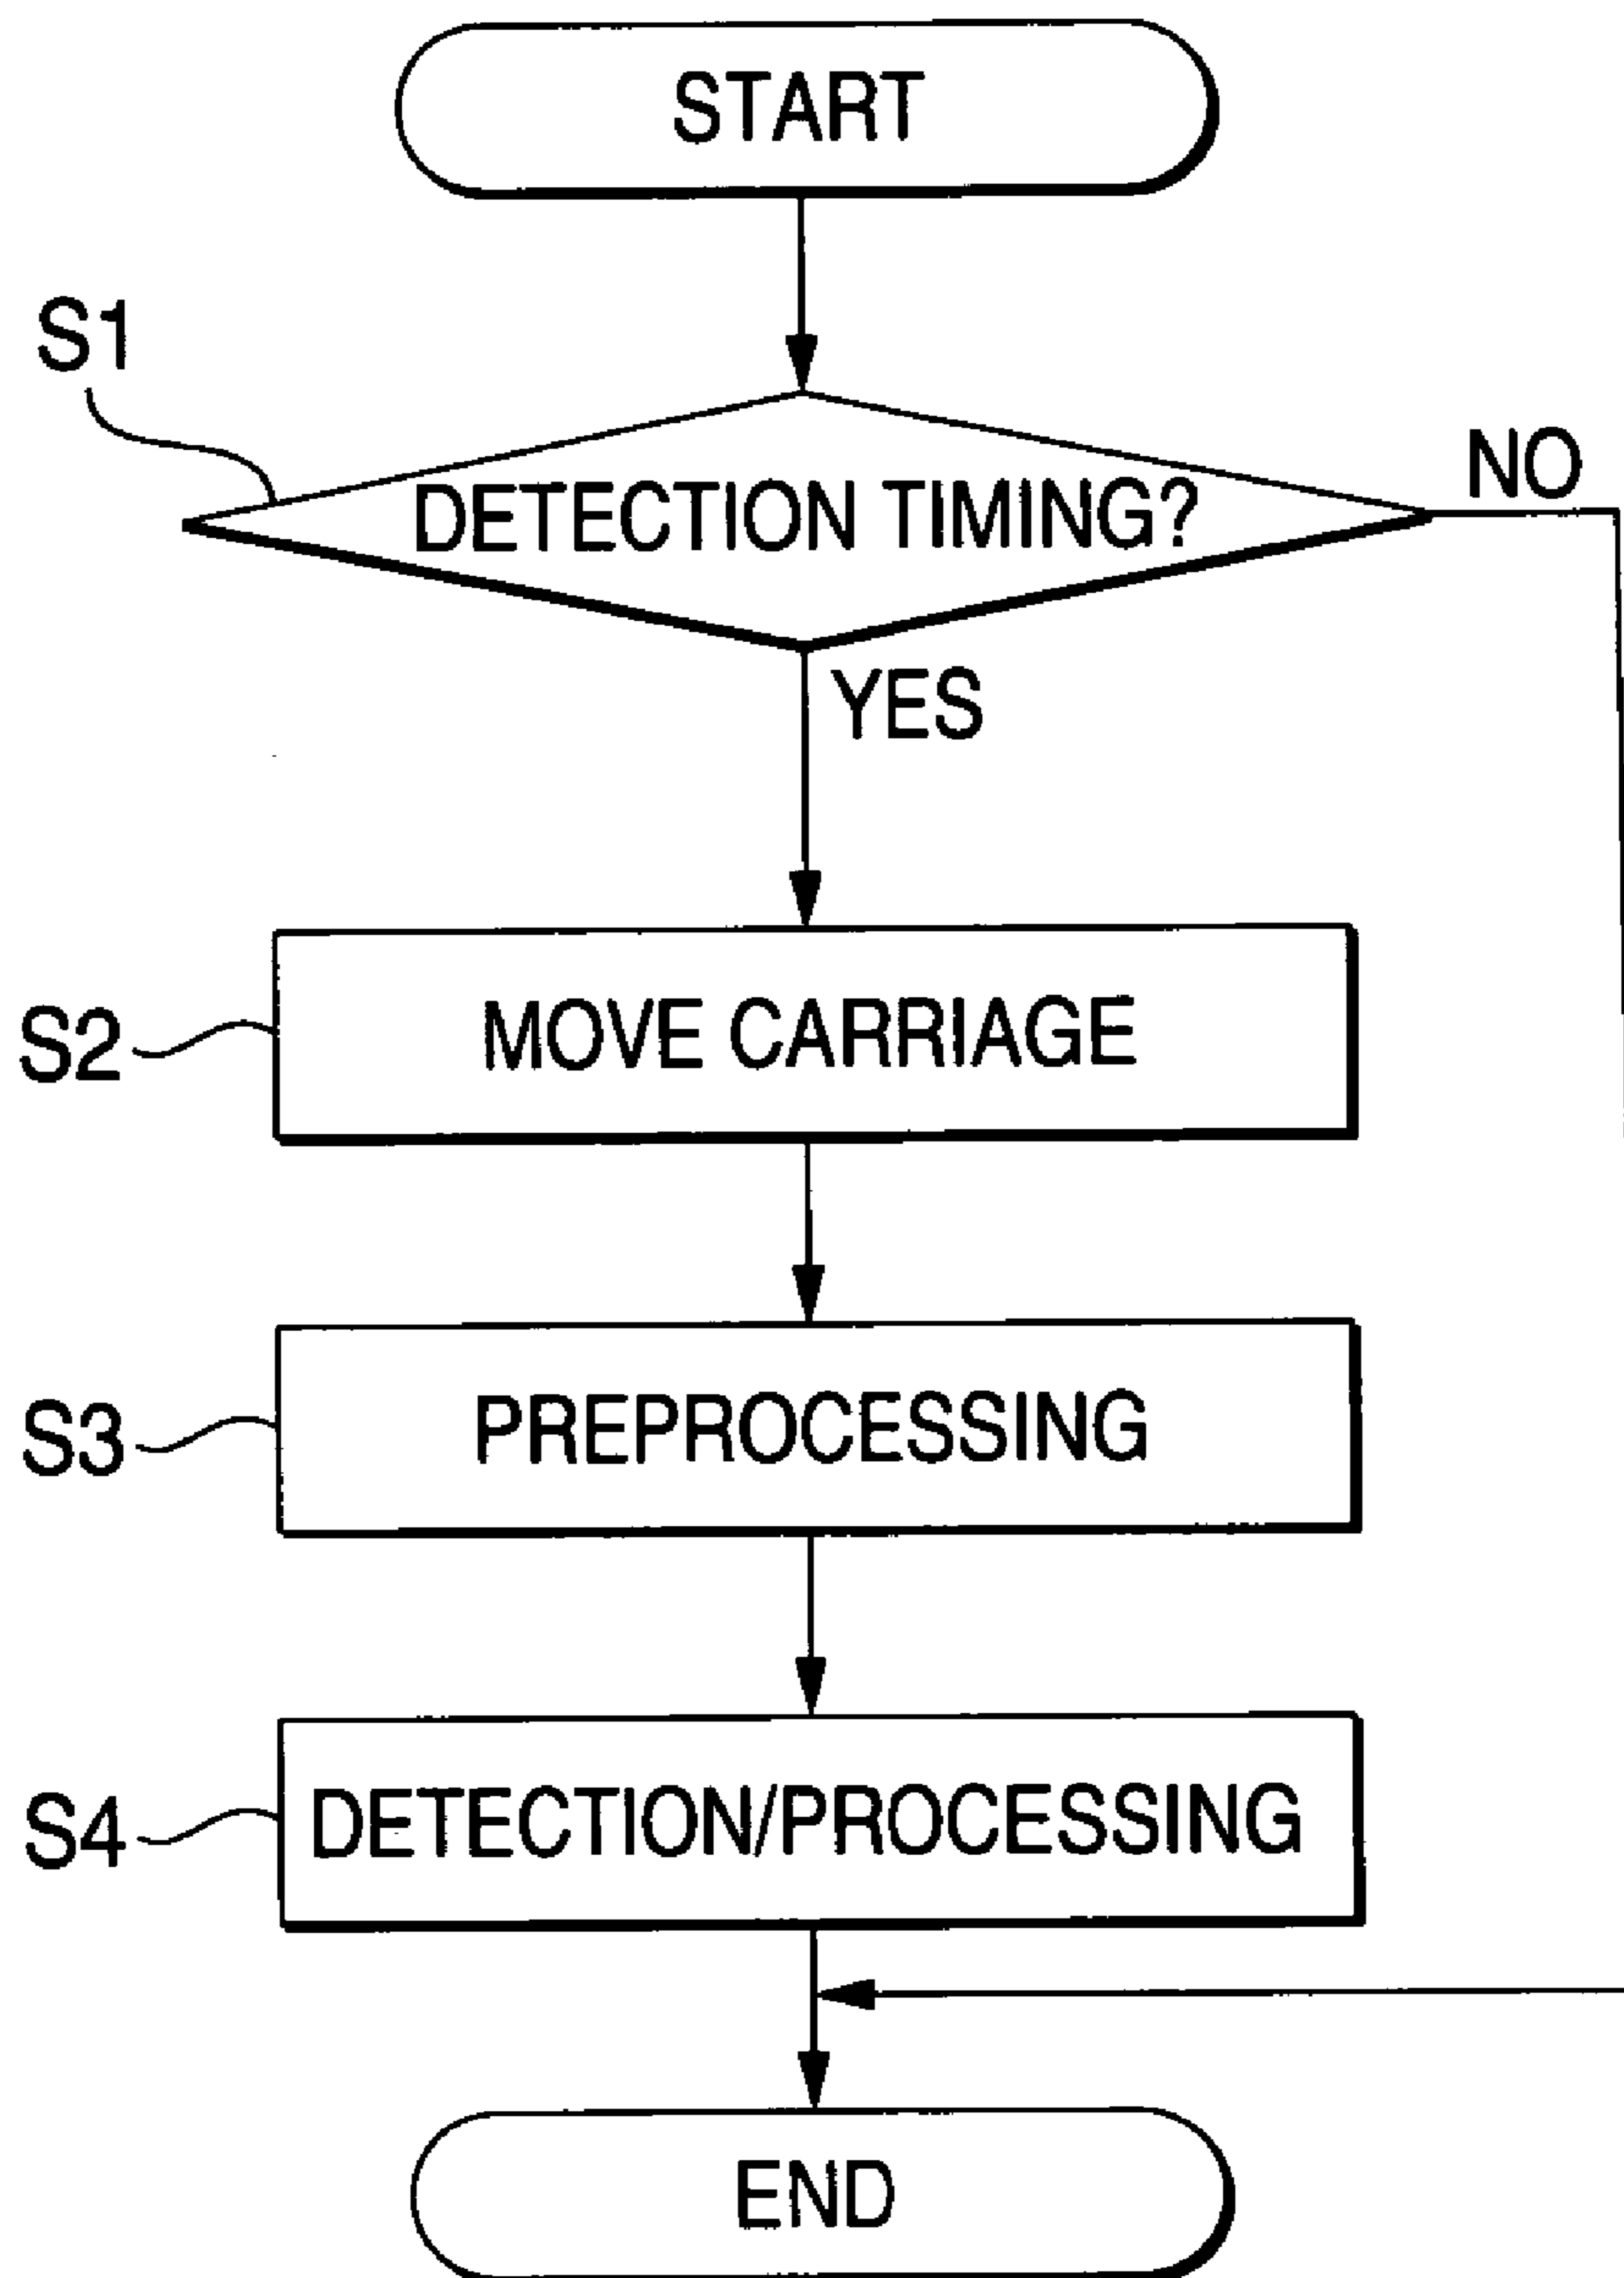 START
S1
DETECTION TIMING?
NO
YES
S2
MOVE CARRIAGE
S3
PREPROCESSING
S4
DETECTION/PROCESSING
END